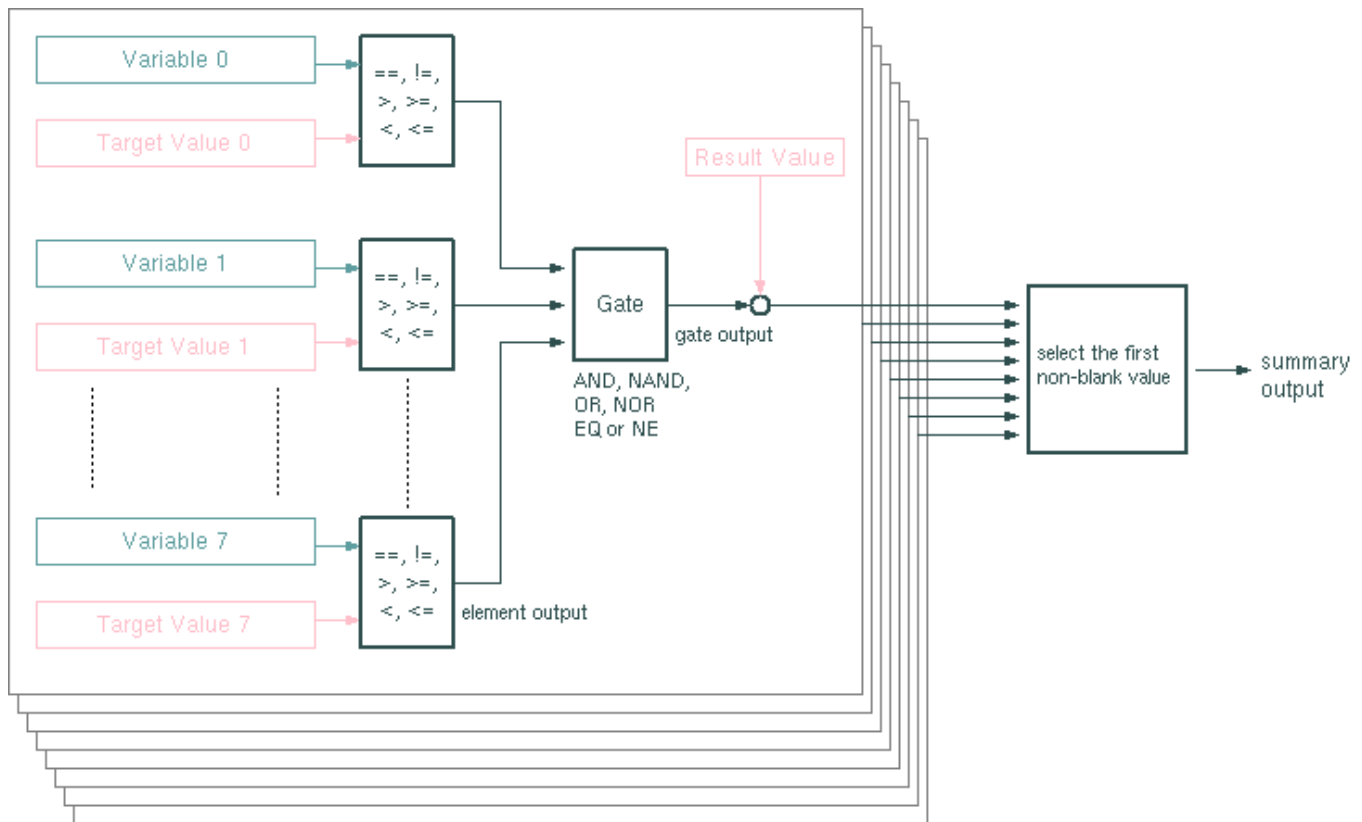 Variable 0
Target Value 0
==, !=,
>, >=,
<, <=
Result Value
Variable 1
Target Value 1
==, !=,
>, >=,
<, <=
Gate
gate output
AND, NAND,
OR, NOR
EQ or NE
select the first
non-blank value
summary
output
Variable 7
Target Value 7
==, !=,
>, >=,
<, <=
element output